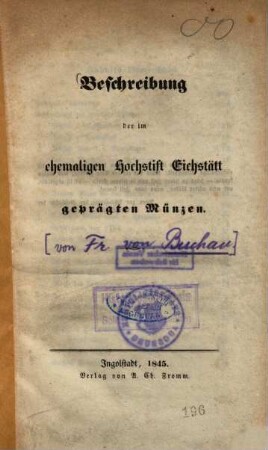 Beschreibung
der im
ehemaligen Hochstift Eichstätt
geprägten Münzen.
[von Fr. von Buchau]
Ingolstadt, 1845.
Verlag von A. Ch. Fromm.
196